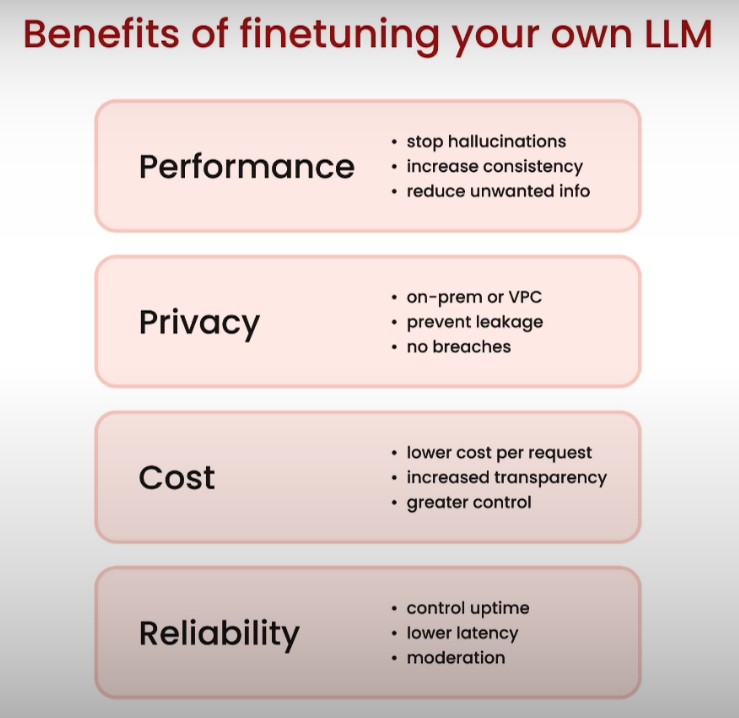 Benefits of finetuning your own LLM
Performance
• stop hallucinations
• increase consistency
• reduce unwanted info
Privacy
• on-prem or VPC
• prevent leakage
• no breaches
Cost
• lower cost per request
• increased transparency
• greater control
Reliability
• control uptime
• lower latency
• moderation